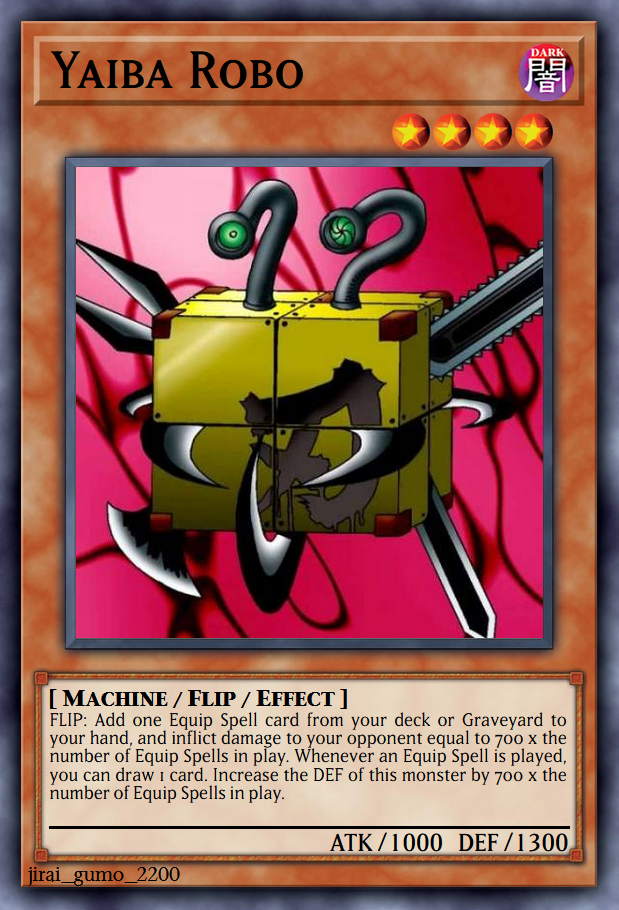 Yaiba Robo
DARK
闇
[ Machine / Flip / Effect ]
FLIP: Add one Equip Spell card from your deck or Graveyard to
your hand, and inflict damage to your opponent equal to 700 x the
number of Equip Spells in play. Whenever an Equip Spell is played,
you can draw 1 card. Increase the DEF of this monster by 700 x the
number of Equip Spells in play.
ATK/1000 DEF/1300
jirai_gumo_2200